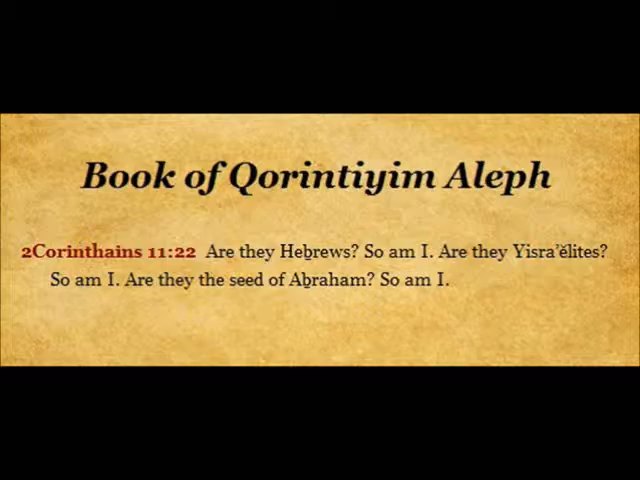 Book of Qorintiyim Aleph
2Corinthains 11:22 Are they Heḇrews? So am I. Are they Yisra’ĕlites?
So am I. Are they the seed of Aḇraham? So am I.